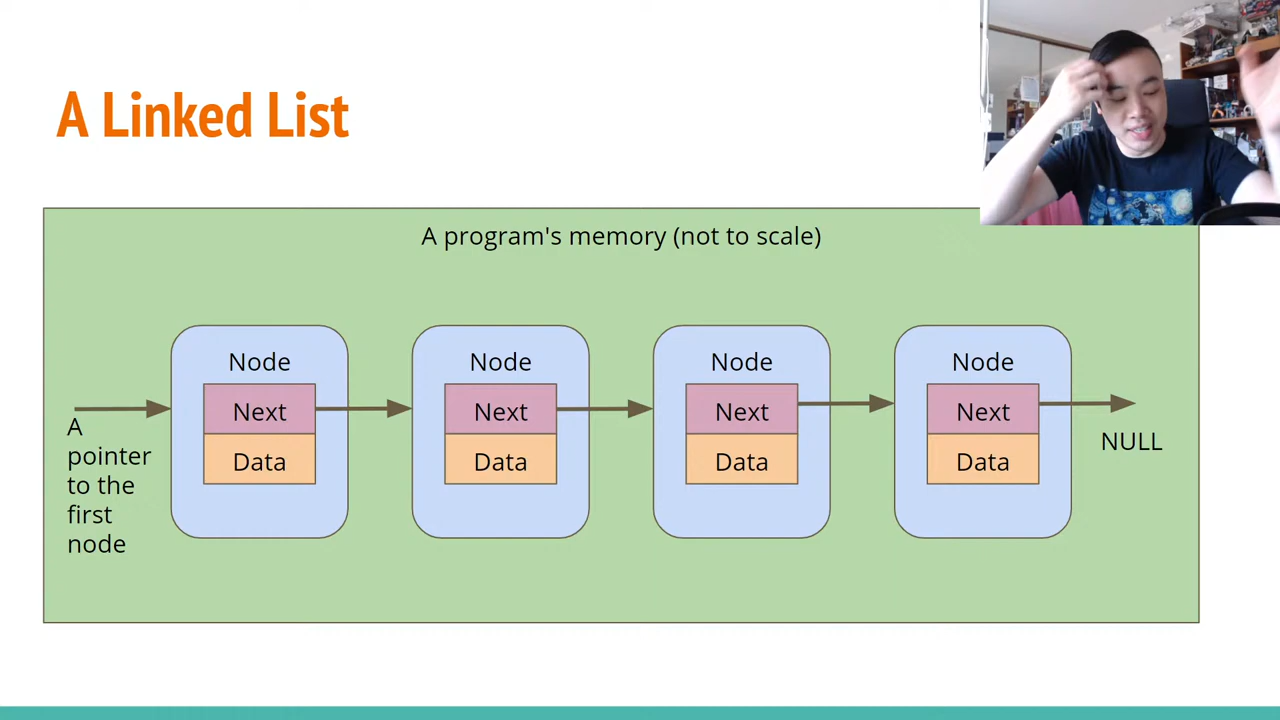 A Linked List
A program's memory (not to scale)
Node
Next
Data
Node
Next
Data
Node
Next
Data
Node
Next
Data
A
pointer
to the
first
node
NULL